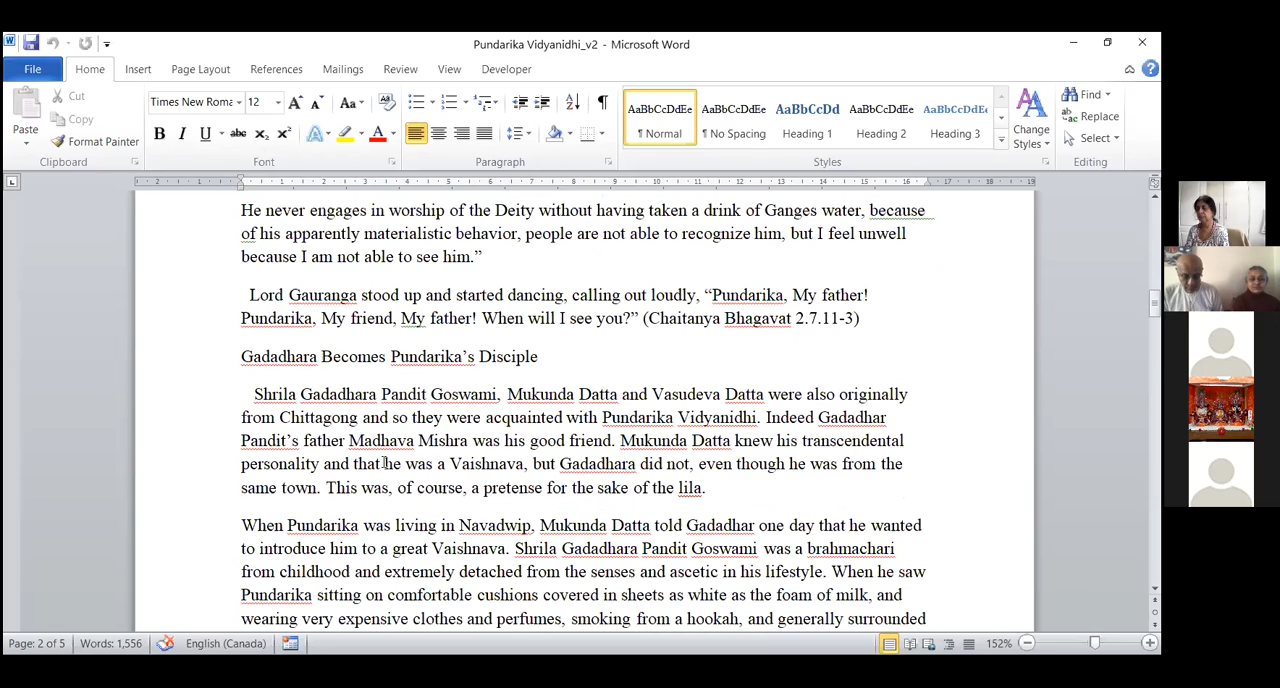 Pundarika Vidyanidhi_v2 - Microsoft Word
File Home Insert Page Layout References Mailings Review View Developer
Paste
Cut
Copy
Format Painter
Clipboard
Times New Roma 12
Font
Paragraph
AaBbCcDdEe AaBbCcDdEe AaBbCcDd AaBbCcDdEe AaBbCcDdEe
¶ Normal ¶ No Spacing Heading 1 Heading 2 Heading 3
Change
Styles
Styles
Find
Replace
Select
Editing
He never engages in worship of the Deity without having taken a drink of Ganges water, because
of his apparently materialistic behavior, people are not able to recognize him, but I feel unwell
because I am not able to see him.”
Lord Gauranga stood up and started dancing, calling out loudly, “Pundarika, My father!
Pundarika, My friend, My father! When will I see you?” (Chaitanya Bhagavat 2.7.11-3)
Gadadhara Becomes Pundarika’s Disciple
Shrila Gadadhara Pandit Goswami, Mukunda Datta and Vasudeva Datta were also originally
from Chittagong and so they were acquainted with Pundarika Vidyanidhi. Indeed Gadadhar
Pandit’s father Madhava Mishra was his good friend. Mukunda Datta knew his transcendental
personality and that he was a Vaishnava, but Gadadhara did not, even though he was from the
same town. This was, of course, a pretense for the sake of the lila.
When Pundarika was living in Navadwip, Mukunda Datta told Gadadhar one day that he wanted
to introduce him to a great Vaishnava. Shrila Gadadhara Pandit Goswami was a brahmachari
from childhood and extremely detached from the senses and ascetic in his lifestyle. When he saw
Pundarika sitting on comfortable cushions covered in sheets as white as the foam of milk, and
wearing very expensive clothes and perfumes, smoking from a hookah, and generally surrounded
Page: 2 of 5 Words: 1,556 English (Canada) 152%